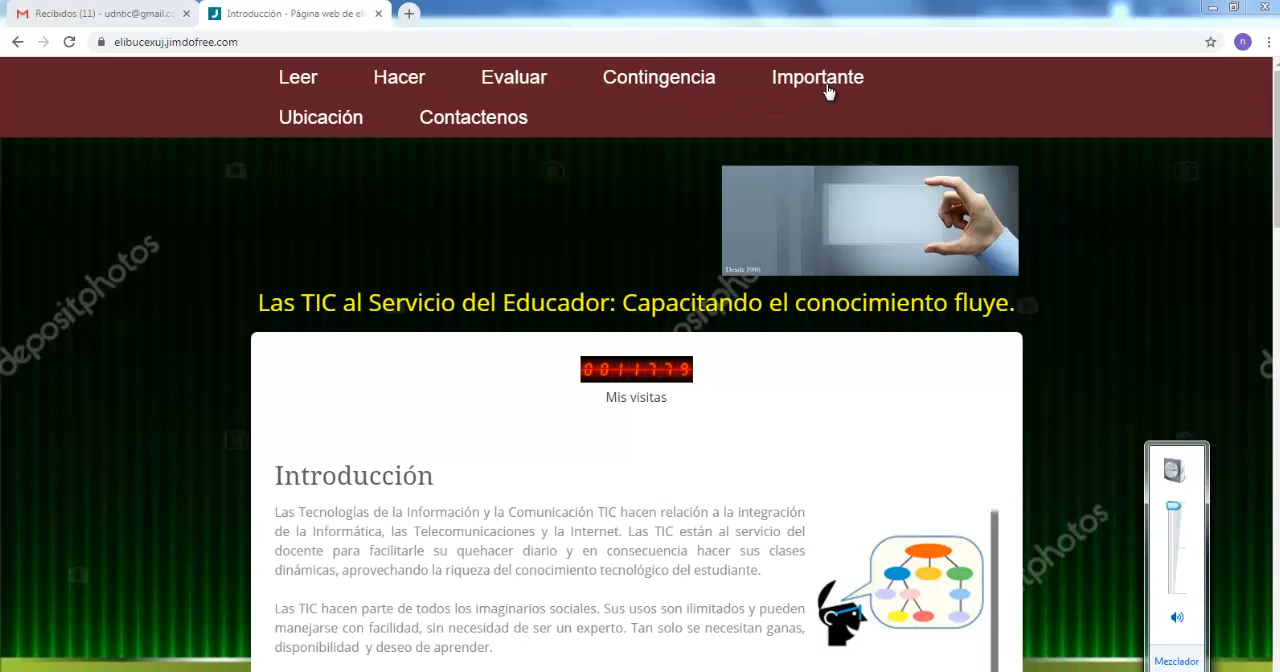 Recibidos (11) - udntic@gmail.co
Introducción - Página web de eli
elibucexuj.jimdofree.com
n
Leer Hacer Evaluar Contingencia Importante
Ubicación Contactenos
Desde 1986
depositphotos
Las TIC al Servicio del Educador: Capacitando el conocimiento fluye.
0011779
Mis visitas
Introducción
Las Tecnologías de la Información y la Comunicación TIC hacen relación a la integración
de la Informática, las Telecomunicaciones y la Internet. Las TIC están al servicio del
docente para facilitarle su quehacer diario y en consecuencia hacer sus clases
dinámicas, aprovechando la riqueza del conocimiento tecnológico del estudiante.
Las TIC hacen parte de todos los imaginarios sociales. Sus usos son ilimitados y pueden
manejarse con facilidad, sin necesidad de ser un experto. Tan solo se necesitan ganas,
disponibilidad y deseo de aprender.
Mezclador